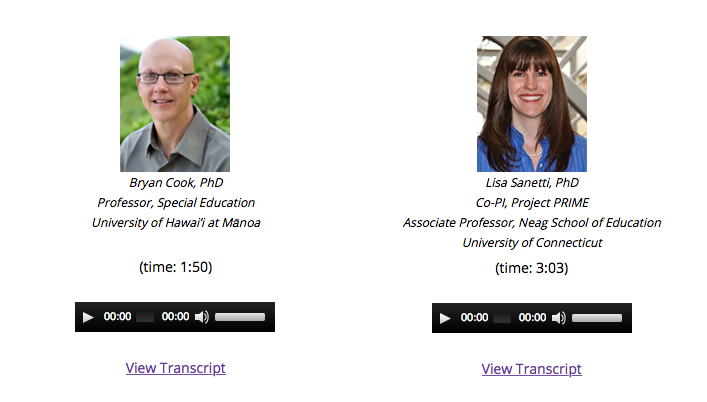 Bryan Cook, PhD
Professor, Special Education
University of Hawai’i at Mānoa
(time: 1:50)
00:00 00:00
View Transcript
Lisa Sanetti, PhD
Co-PI, Project PRIME
Associate Professor, Neag School of Education
University of Connecticut
(time: 3:03)
00:00 00:00
View Transcript